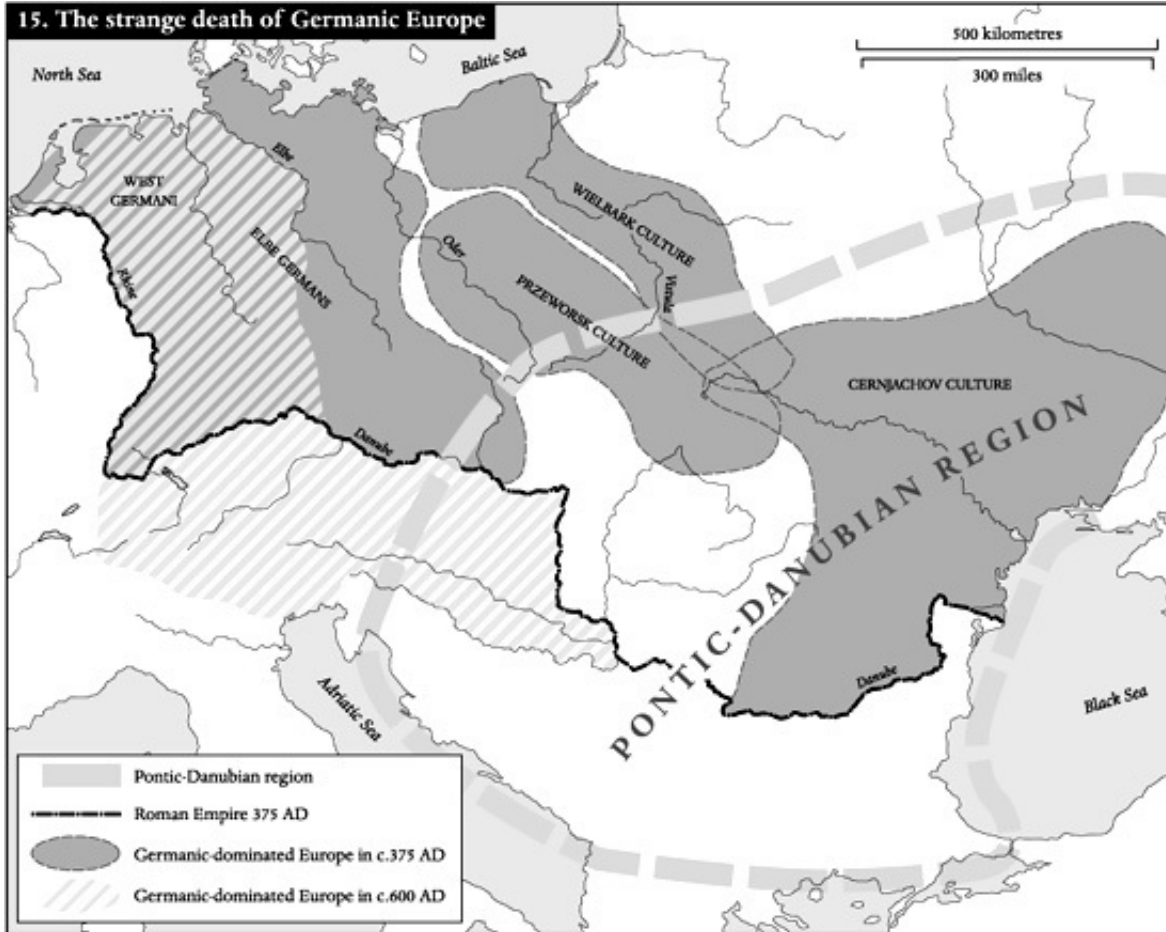 15. The strange death of Germanic Europe
500 kilometres
300 miles
North Sea
Baltic Sea
WEST
GERMANI
Elbe
ELBE GERMANS
Rhine
Oder
WIELBARK CULTURE
Vistula
PRZEWORSK CULTURE
CERNJACHOV CULTURE
Danube
PONTIC-DANUBIAN REGION
Danube
Adriatic Sea
Black Sea
Pontic-Danubian region
Roman Empire 375 AD
Germanic-dominated Europe in c.375 AD
Germanic-dominated Europe in c.600 AD